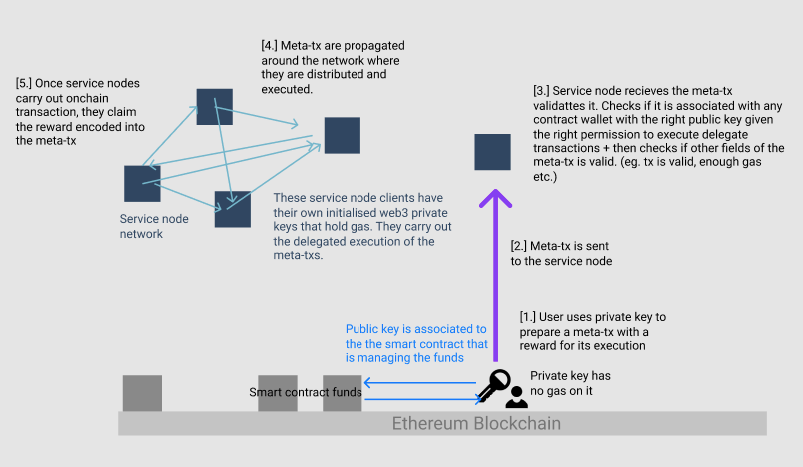 [4.] Meta-tx are propagated
around the network where
they are distributed and
executed.
[5.] Once service nodes
carry out onchain
transaction, they claim
the reward encoded into
the meta-tx
[3.] Service node recieves the meta-tx
validattes it. Checks if it is associated with any
contract wallet with the right public key given
the right permission to execute delegate
transactions + then checks if other fields of the
meta-tx is valid. (eg. tx is valid, enough gas
etc.)
Service node
network
These service node clients have
their own initialised web3 private
keys that hold gas. They carry out
the delegated execution of the
meta-txs.
[2.] Meta-tx is sent
to the service node
[1.] User uses private key to
prepare a meta-tx with a
reward for its execution
Public key is associated to
the the smart contract that
is managing the funds
Private key has
no gas on it
Smart contract funds
Ethereum Blockchain